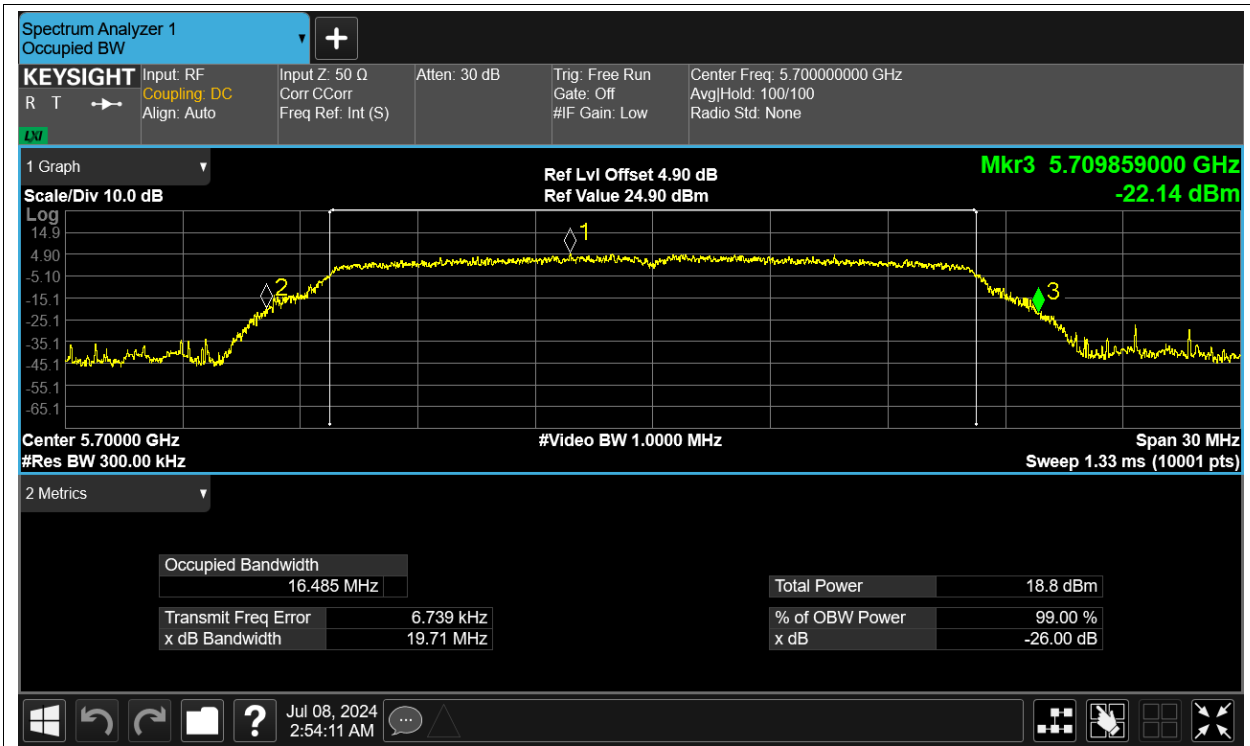 Spectrum Analyzer 1
Occupied BW
KEYSIGHT
R T
LXI
Input: RF
Coupling: DC
Align: Auto
Input Z: 50 Ω
Corr CCorr
Freq Ref: Int (S)
Atten: 30 dB
Trig: Free Run
Gate: Off
#IF Gain: Low
Center Freq: 5.700000000 GHz
Avg|Hold: 100/100
Radio Std: None
1 Graph
Scale/Div 10.0 dB
Ref Lvl Offset 4.90 dB
Ref Value 24.90 dBm
Mkr3 5.709859000 GHz
-22.14 dBm
Log
14.9
4.90
-5.10
-15.1
-25.1
-35.1
-45.1
-55.1
-65.1
1
2
3
Center 5.70000 GHz
#Res BW 300.00 kHz
#Video BW 1.0000 MHz
Span 30 MHz
Sweep 1.33 ms (10001 pts)
2 Metrics
Occupied Bandwidth
16.485 MHz
Transmit Freq Error 6.739 kHz
x dB Bandwidth 19.71 MHz
Total Power 18.8 dBm
% of OBW Power 99.00 %
x dB -26.00 dB
?
Jul 08, 2024
2:54:11 AM